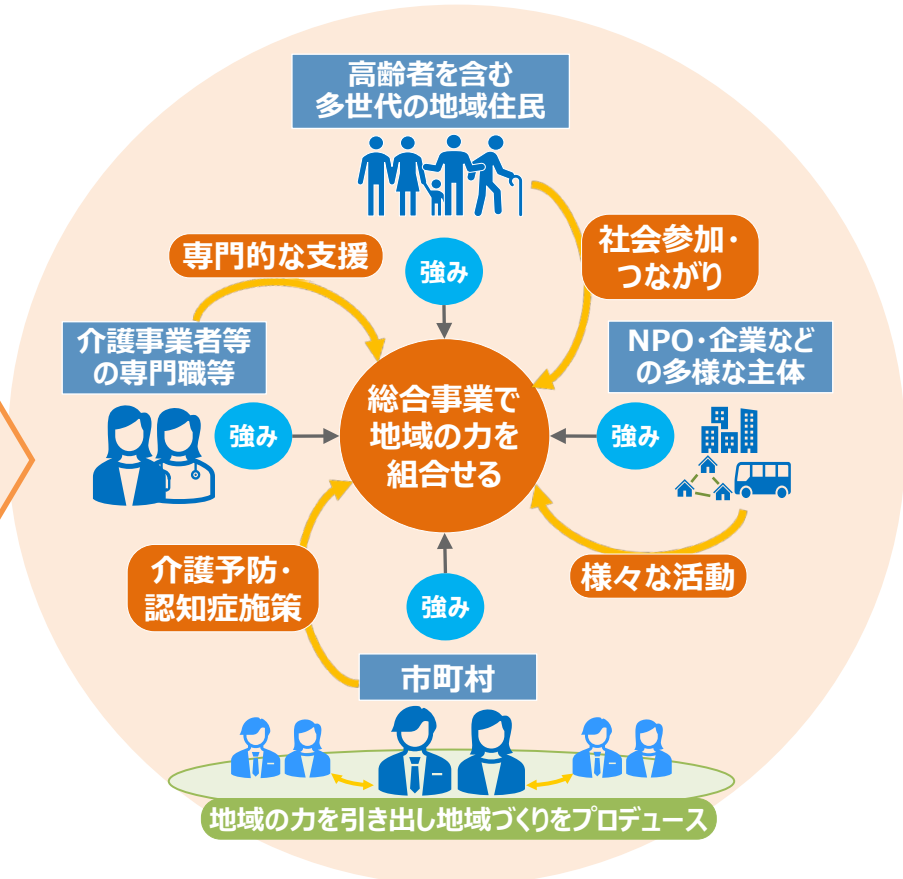 高齢者を含む
多世代の地域住民
専門的な支援
強み
社会参加・
つながり
介護事業者等
の専門職等
NPO・企業など
の多様な主体
強み
総合事業で
地域の力を
組合せる
強み
介護予防・
認知症施策
強み
様々な活動
市町村
地域の力を引き出し地域づくりをプロデュース